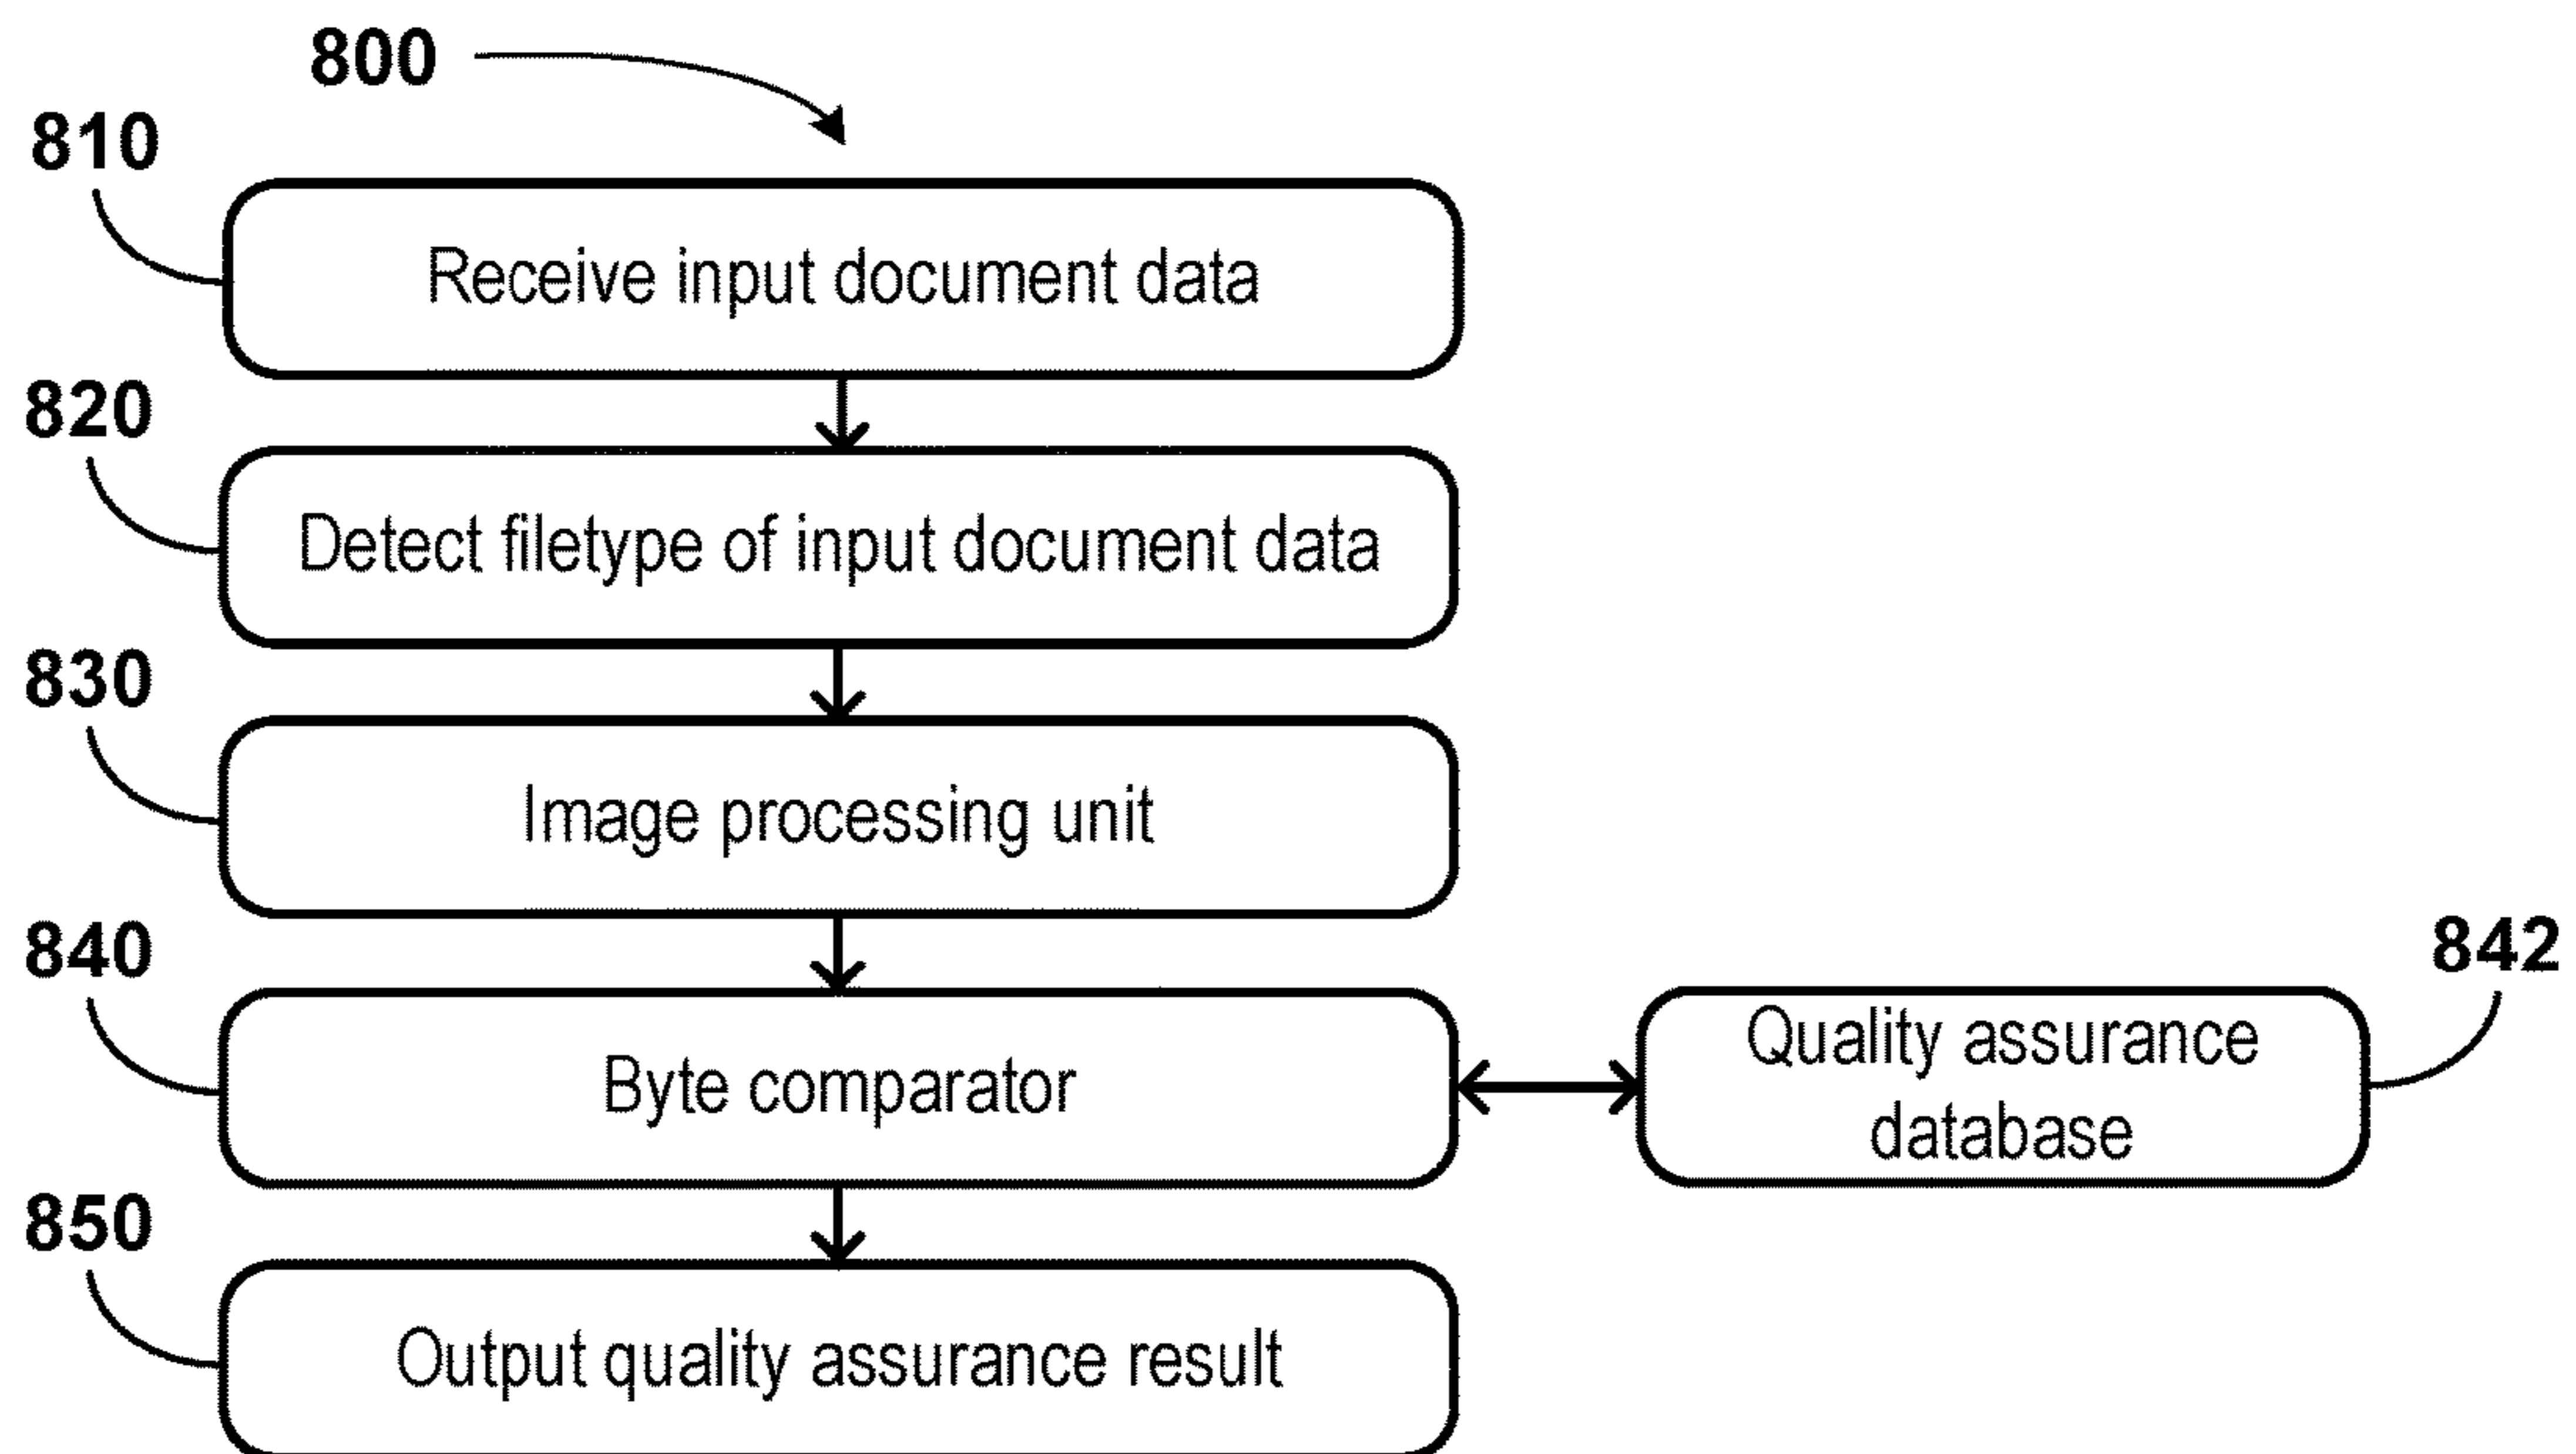 800
810
Receive input document data
820
Detect filetype of input document data
830
Image processing unit
840
Byte comparator
842
Quality assurance
database
850
Output quality assurance result